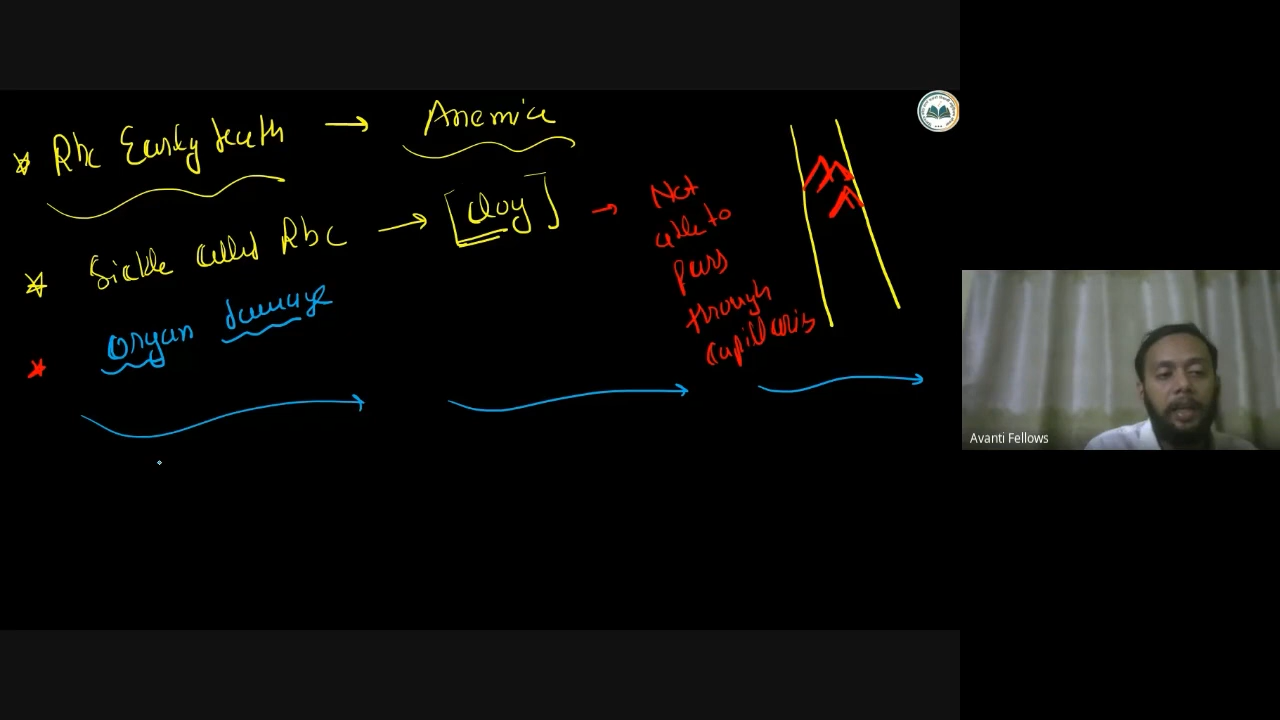 Rbc Early death → Anemia
Sickle celled Rbc → [clog] → Not
able to
pass
through
capillaries
Organ damage
Avanti Fellows